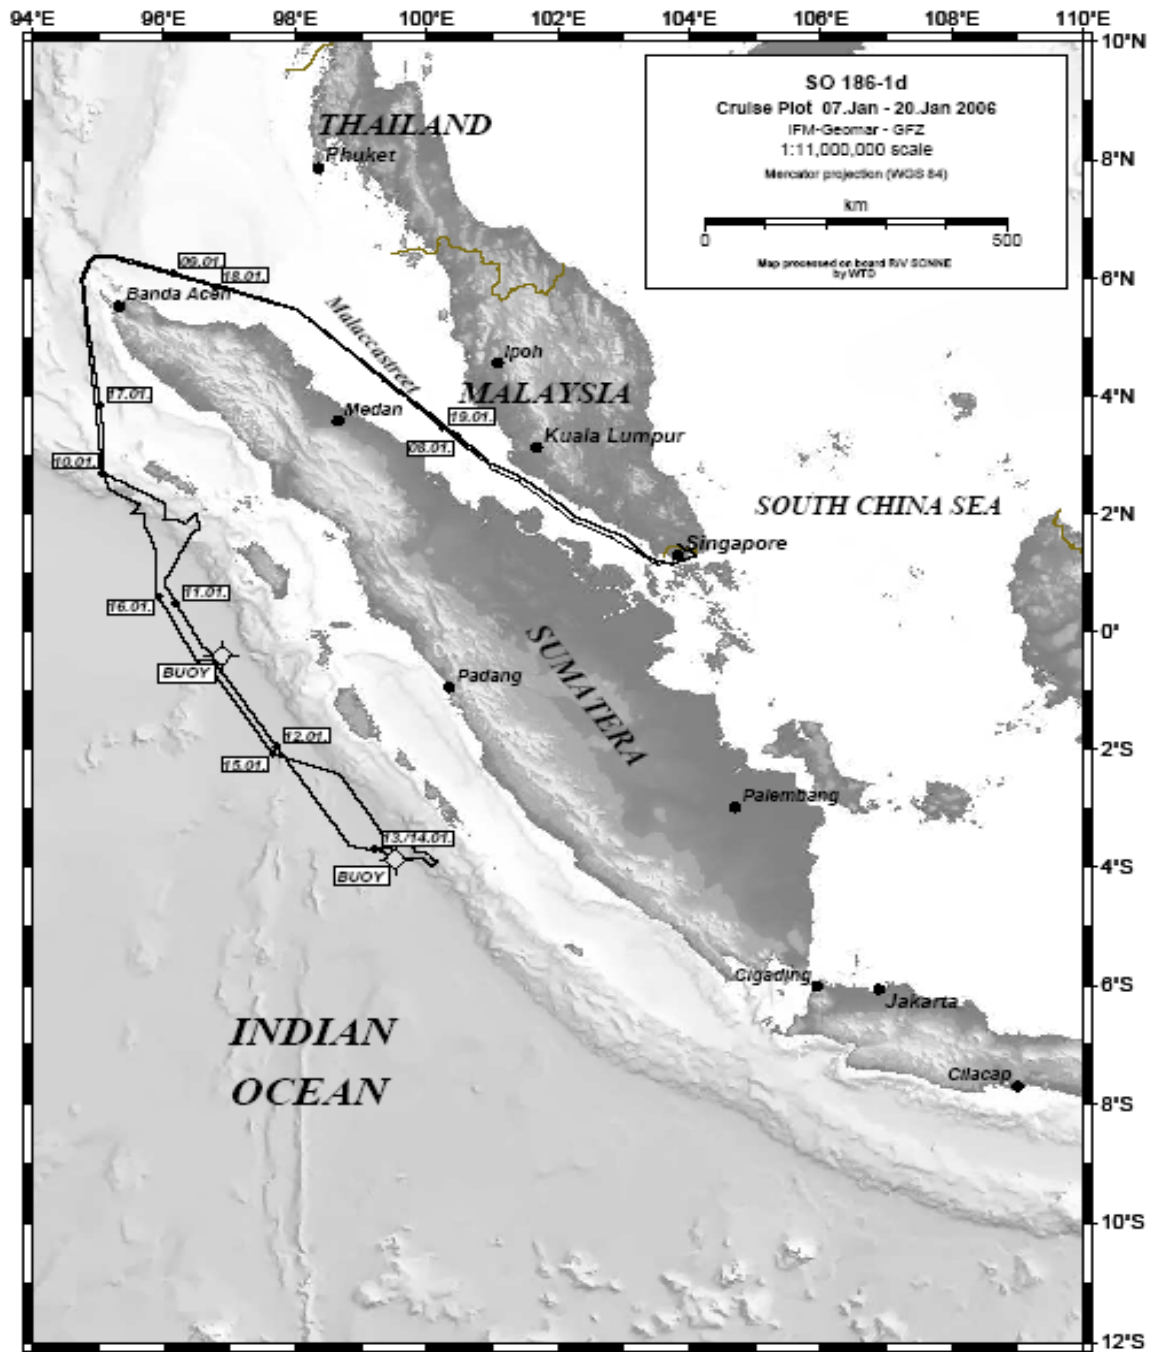 94°E 96°E 98°E 100°E 102°E 104°E 106°E 108°E 110°E
10°N
SO 186-1d
Cruise Plot 07.Jan - 20.Jan 2006
IFM-Geomar - GFZ
1:11,000,000 scale
Mercator projection (WGS 84)
km
0 500
Map processed on board R/V SONNE
by WTD
THAILAND
Phuket
8°N
09.01.
18.01.
6°N
Banda Aceh
Malaccastreet
Ipoh
MALAYSIA
4°N
17.01.
Medan
19.01.
08.01.
Kuala Lumpur
10.01.
SOUTH CHINA SEA
2°N
Singapore
11.01.
16.01.
0°
SUMATERA
BUOY
Padang
12.01.
15.01.
2°S
Palembang
13./14.01.
BUOY
4°S
Cigading
6°S
Jakarta
INDIAN
OCEAN
Cilacap
8°S
10°S
12°S